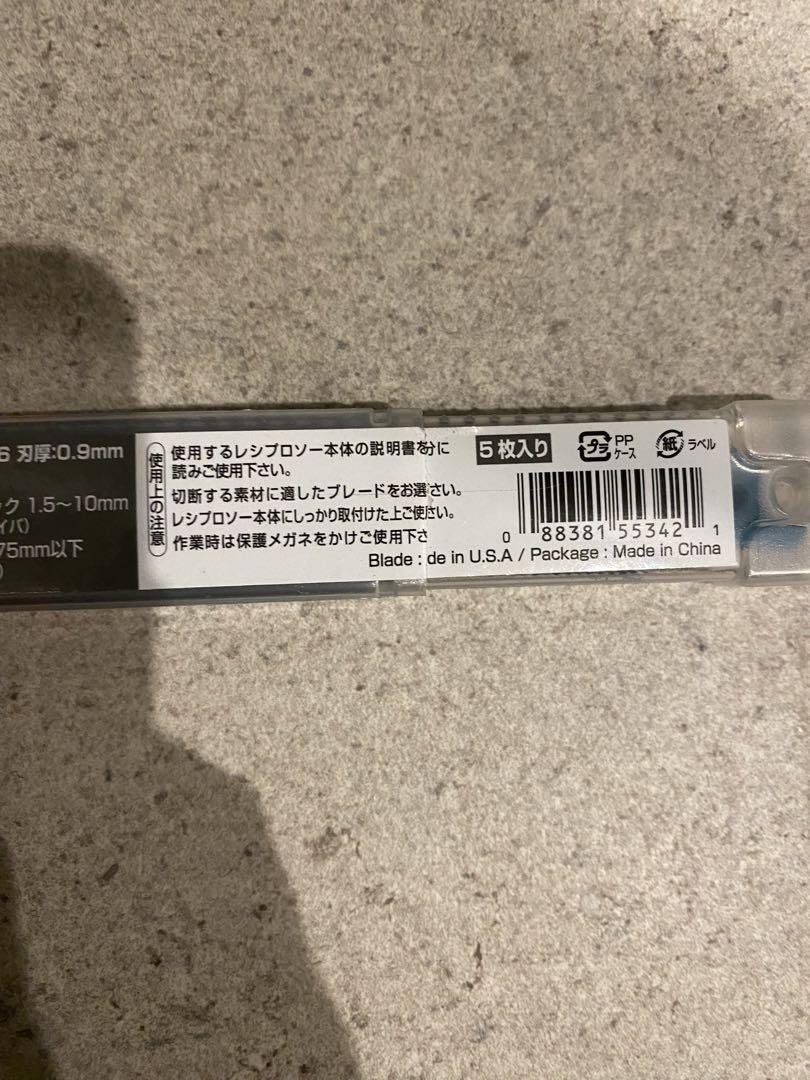 6 刃厚:0.9mm
ック 1.5〜10mm
イバ)
75mm以下
)
使用上の注意
使用するレシプロソー本体の説明書を分に
読みご使用下さい。
切断する素材に適したブレードをお選さい。
レシプロソー本体にしっかり取付けた上ご使さい。
作業時は保護メガネをかけご使用下さ
Blade : de in U.S.A / Package : Made in China
5枚入り
プラ
PP
ケース
紙
ラベル
0 88381 55342 1